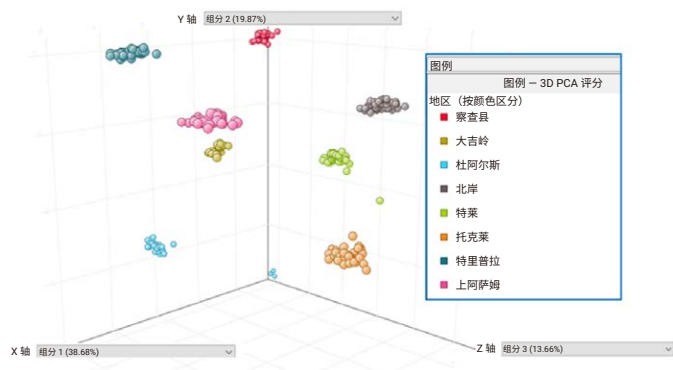 Y 轴 组分 2 (19.87%)
图例
图例 — 3D PCA 评分
地区（按颜色区分）
察查县
大吉岭
杜阿尔斯
北岸
特莱
托克莱
特里普拉
上阿萨姆
X 轴 组分 1 (38.68%)
Z 轴 组分 3 (13.66%)